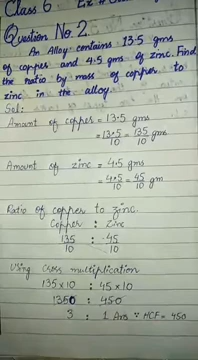 Class 6
Question No. 2
An Alloy contains 13.5 gms
of copper and 4.5 gms of zinc. Find
the ratio by mass of copper to
zinc in the alloy.
Sol:
Amount of copper = 13.5 gms
= 13.5/10 = 135/10 gms
Amount of zinc = 4.5 gms
= 4.5/10 = 45/10 gm
Ratio of copper to zinc.
Copper : zinc
135/10 : 45/10
Using cross multiplication
135 x 10 : 45 x 10
1350 : 450
3 : 1 Ans ∵ HCF = 450